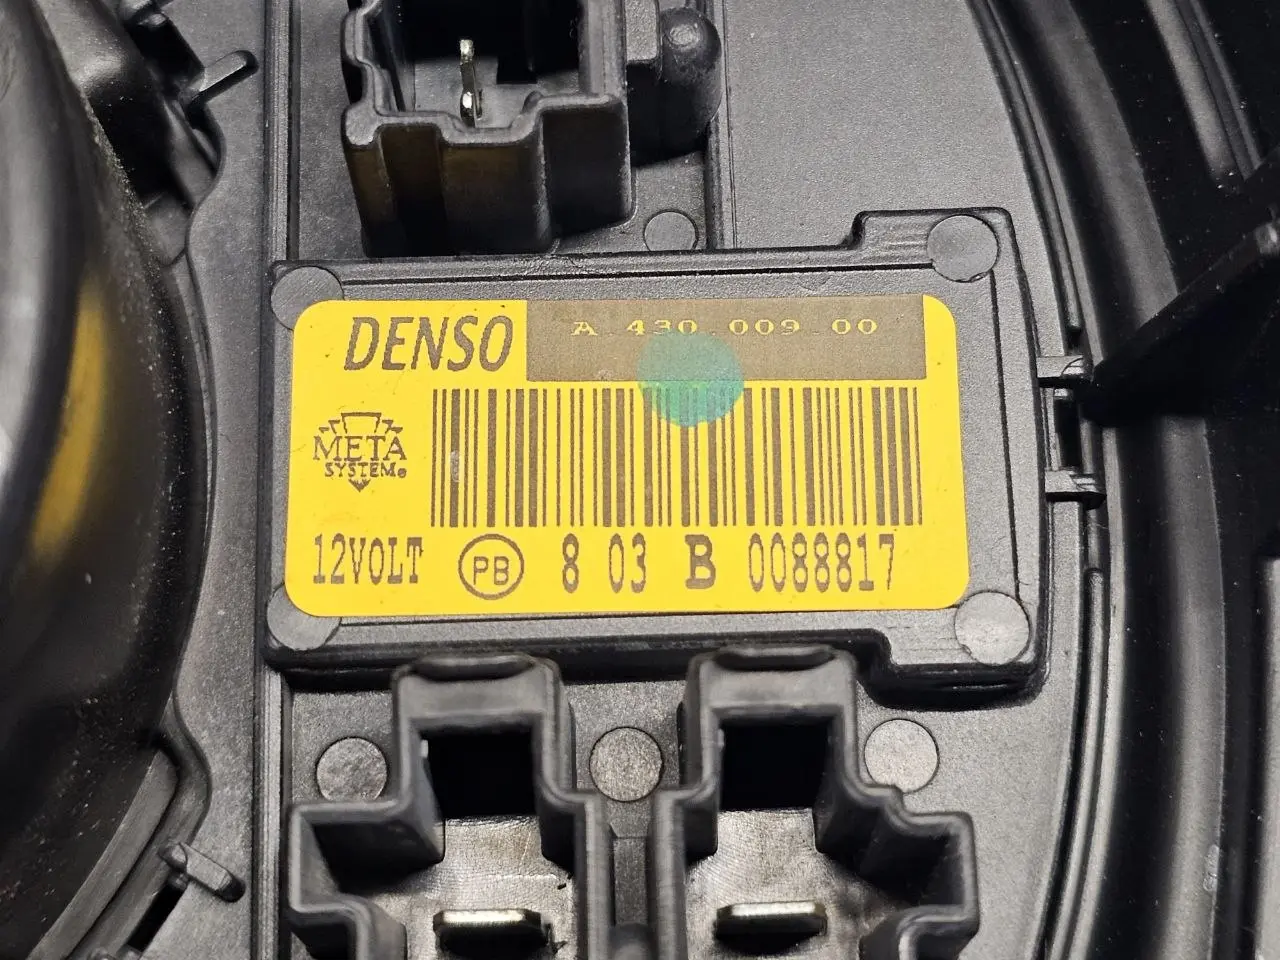 DENSO
A.430.009.00
META
SYSTEM
12VOLT PB 8 03 B 0088817